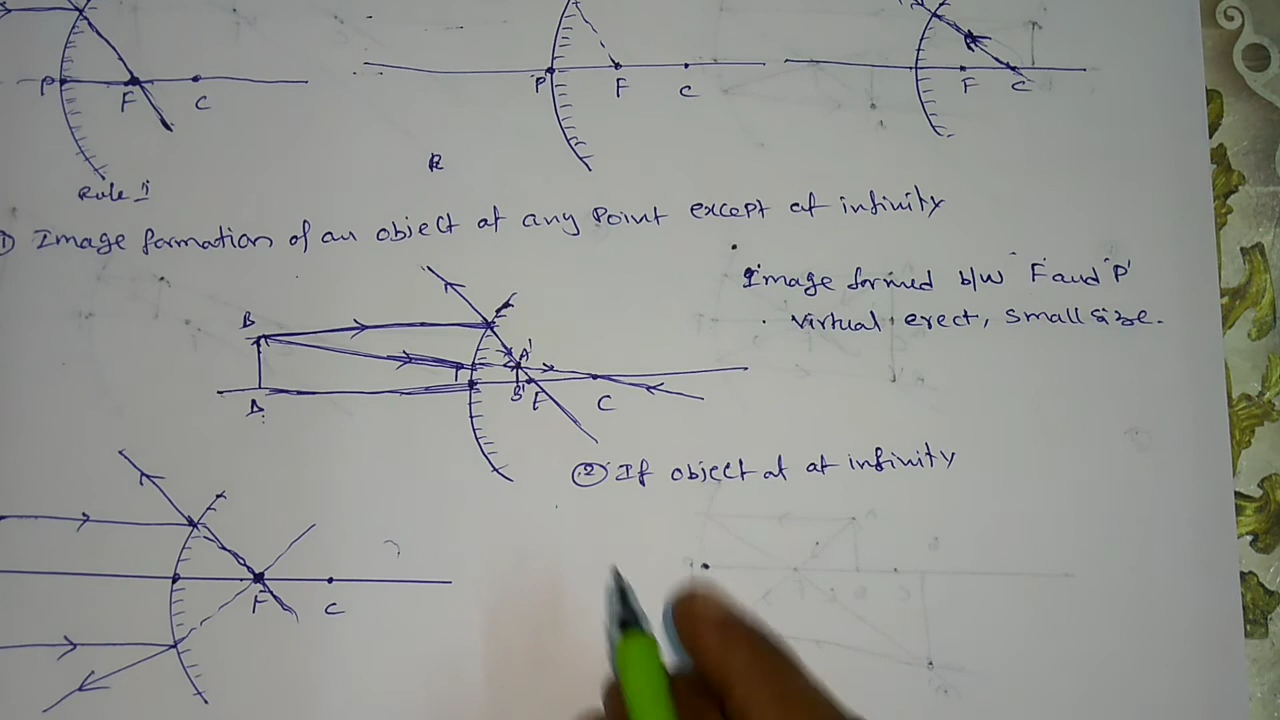 P F C
P F C
F C
R
Rule 1
① Image formation of an object at any point except at infinity
Image formed b/w F and P
Virtual erect, small size.
B
A'
P B' F C
A
② If object at at infinity
F C